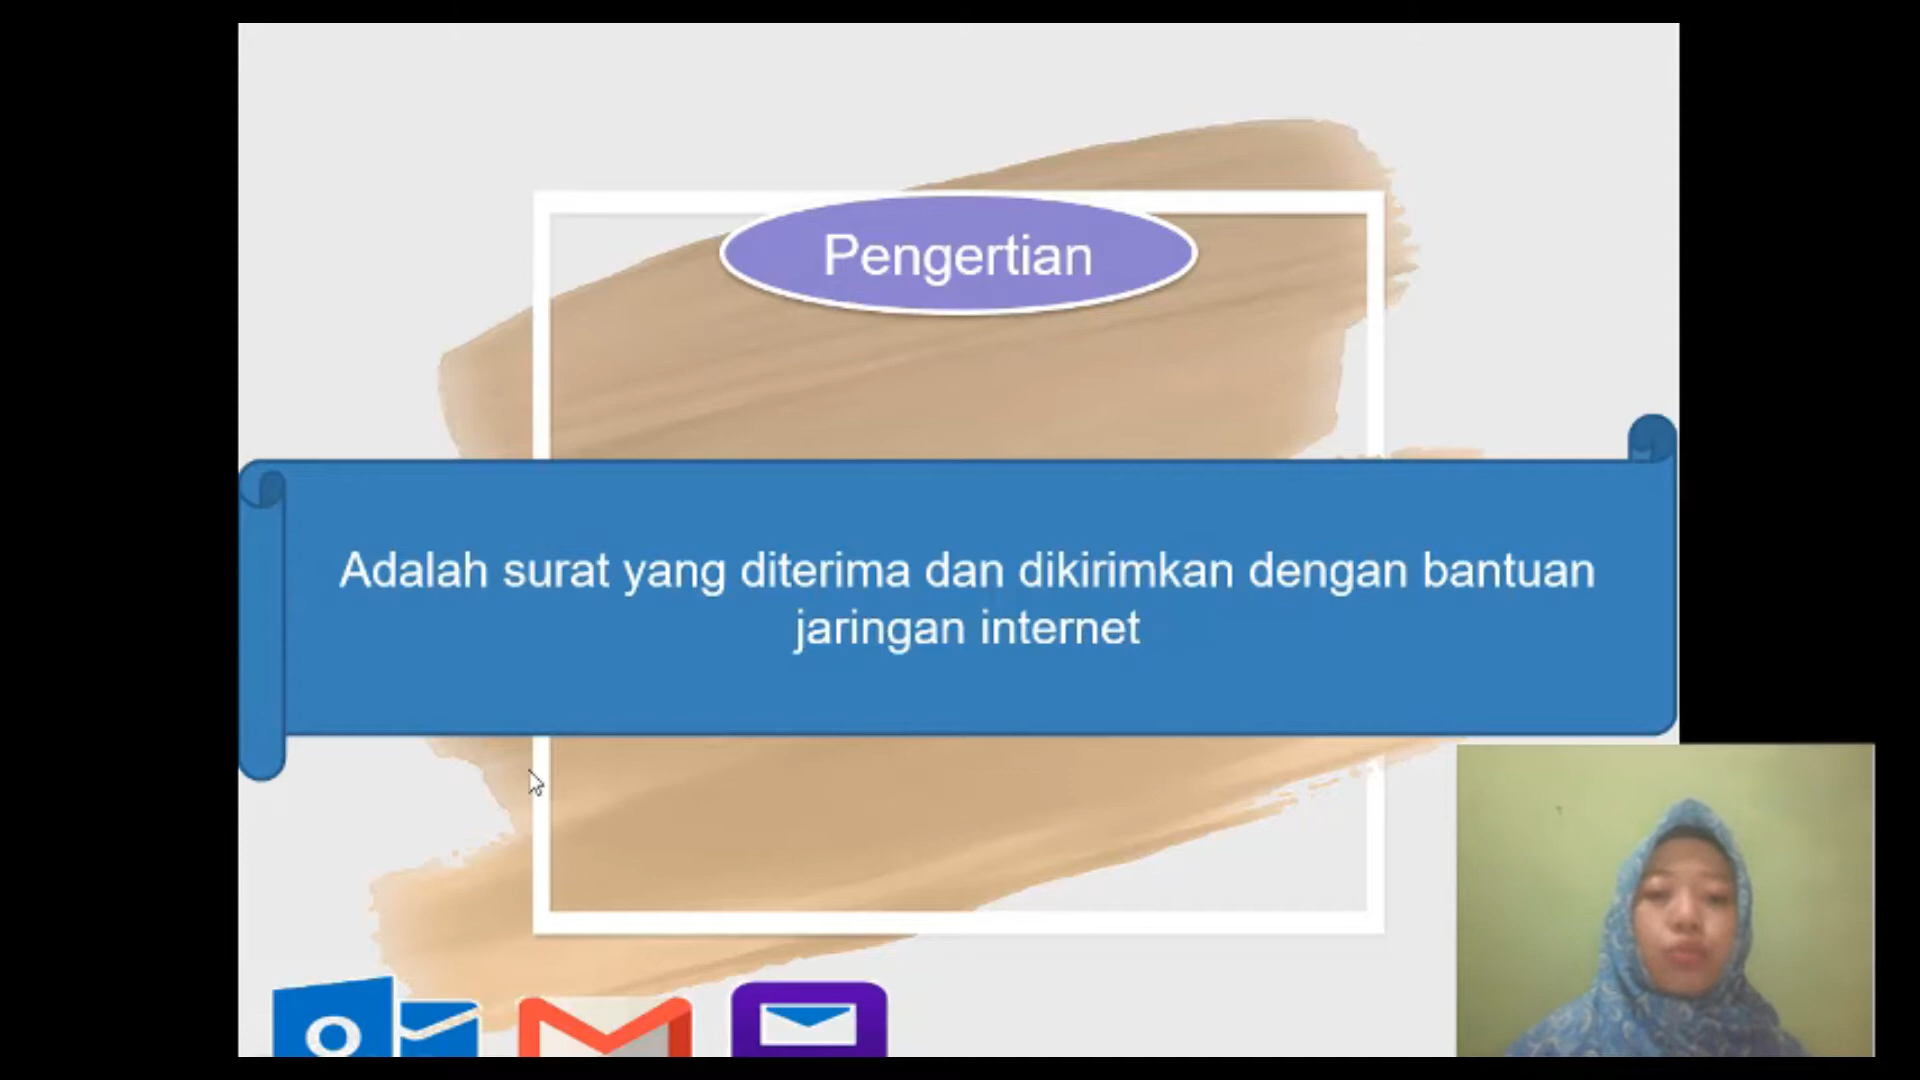 Pengertian
Adalah surat yang diterima dan dikirimkan dengan bantuan
jaringan internet